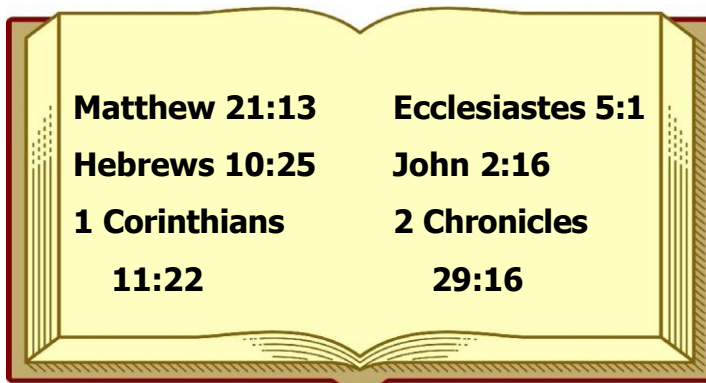 Matthew 21:13
Hebrews 10:25
1 Corinthians
11:22
Ecclesiastes 5:1
John 2:16
2 Chronicles
29:16